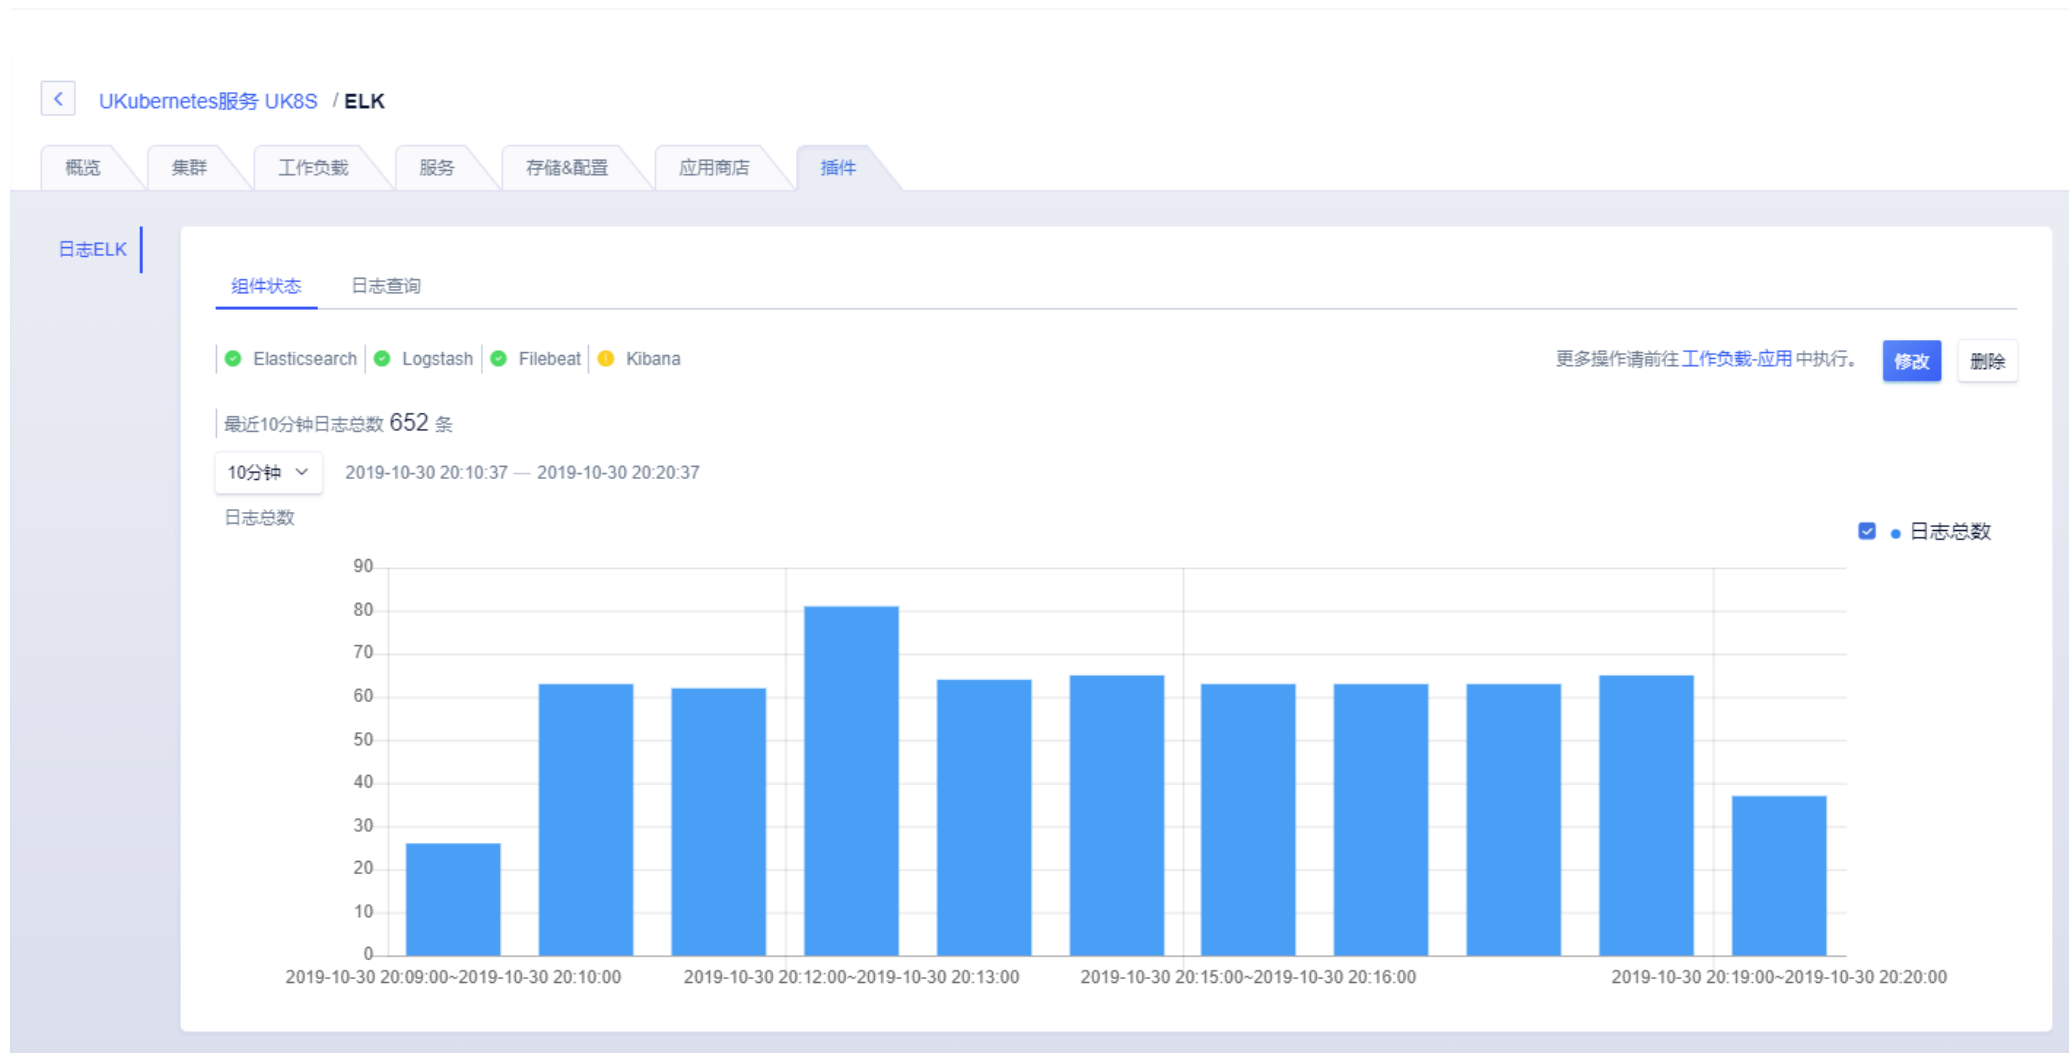 UKubernetes服务 UK8S / ELK
概览 集群 工作负载 服务 存储&配置 应用商店 插件
日志ELK
组件状态 日志查询
Elasticsearch Logstash Filebeat Kibana 更多操作请前往 工作负载-应用 中执行。 修改 删除
最近10分钟日志总数 652 条
10分钟 2019-10-30 20:10:37 — 2019-10-30 20:20:37
日志总数
日志总数
90
80
70
60
50
40
30
20
10
0
2019-10-30 20:09:00~2019-10-30 20:10:00 2019-10-30 20:12:00~2019-10-30 20:13:00 2019-10-30 20:15:00~2019-10-30 20:16:00 2019-10-30 20:19:00~2019-10-30 20:20:00